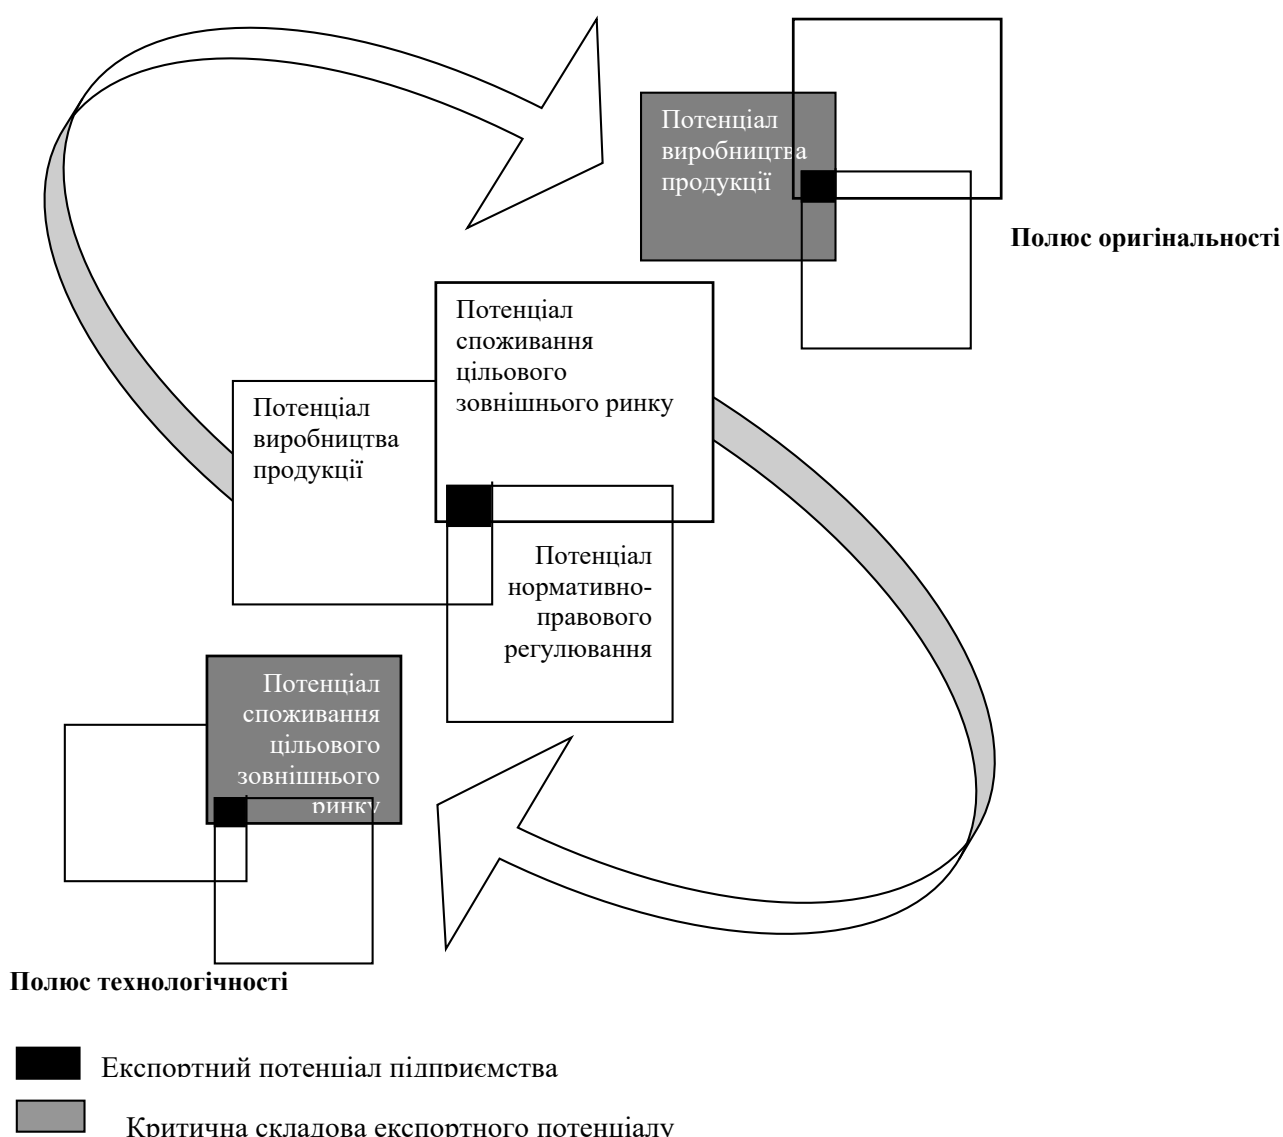 Потенціал
виробництва
продукції
Полюс оригінальності
Потенціал
споживання
цільового
зовнішнього ринку
Потенціал
виробництва
продукції
Потенціал
нормативно-
правового
регулювання
Потенціал
споживання
цільового
зовнішнього
ринку
Полюс технологічності
Експортний потенціал підприємства
Критична складова експортного потенціалу